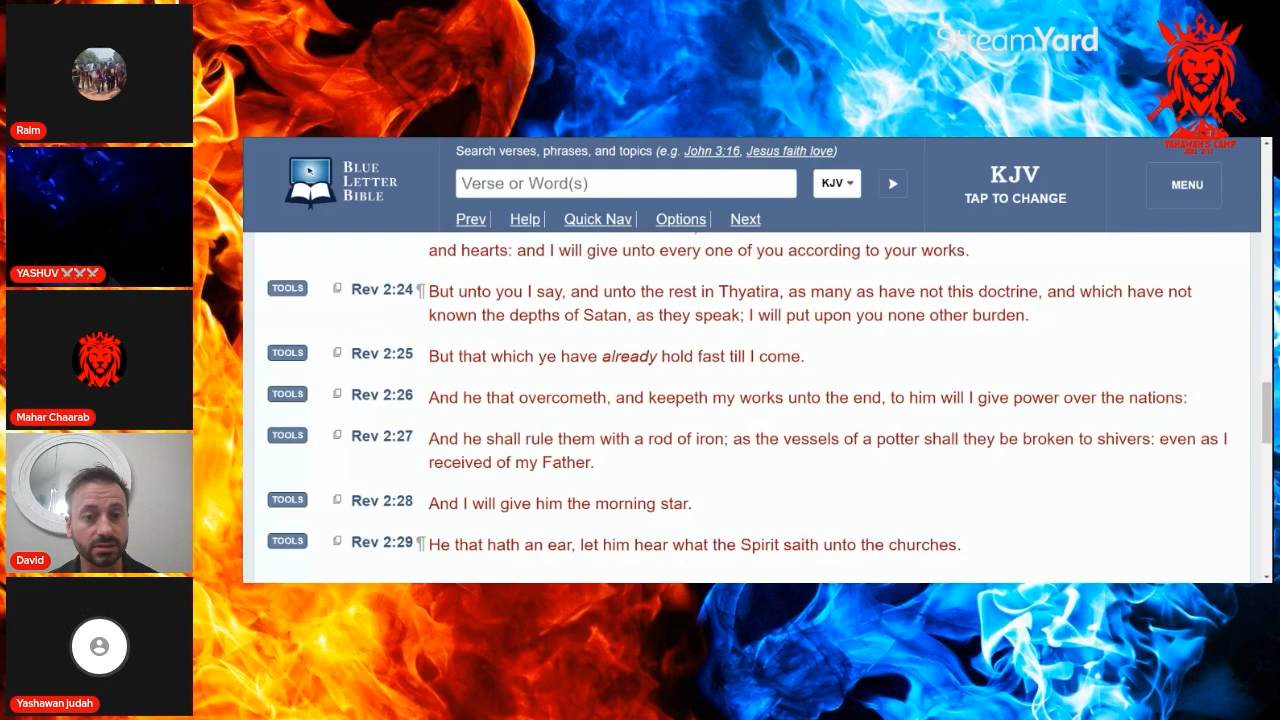 StreamYard
YAHAWAH'S CAMP
JOEL 2:11
Raim
YASHUV ⚔⚔⚔
Mahar Chaarab
David
Yashawan judah
BLUE
LETTER
BIBLE
Search verses, phrases, and topics (e.g. John 3:16, Jesus faith love)
Verse or Word(s)
KJV
Prev
Help
Quick Nav
Options
Next
KJV
TAP TO CHANGE
MENU
and hearts: and I will give unto every one of you according to your works.
TOOLS Rev 2:24 ¶ But unto you I say, and unto the rest in Thyatira, as many as have not this doctrine, and which have not
known the depths of Satan, as they speak; I will put upon you none other burden.
TOOLS Rev 2:25 But that which ye have already hold fast till I come.
TOOLS Rev 2:26 And he that overcometh, and keepeth my works unto the end, to him will I give power over the nations:
TOOLS Rev 2:27 And he shall rule them with a rod of iron; as the vessels of a potter shall they be broken to shivers: even as I
received of my Father.
TOOLS Rev 2:28 And I will give him the morning star.
TOOLS Rev 2:29 ¶ He that hath an ear, let him hear what the Spirit saith unto the churches.